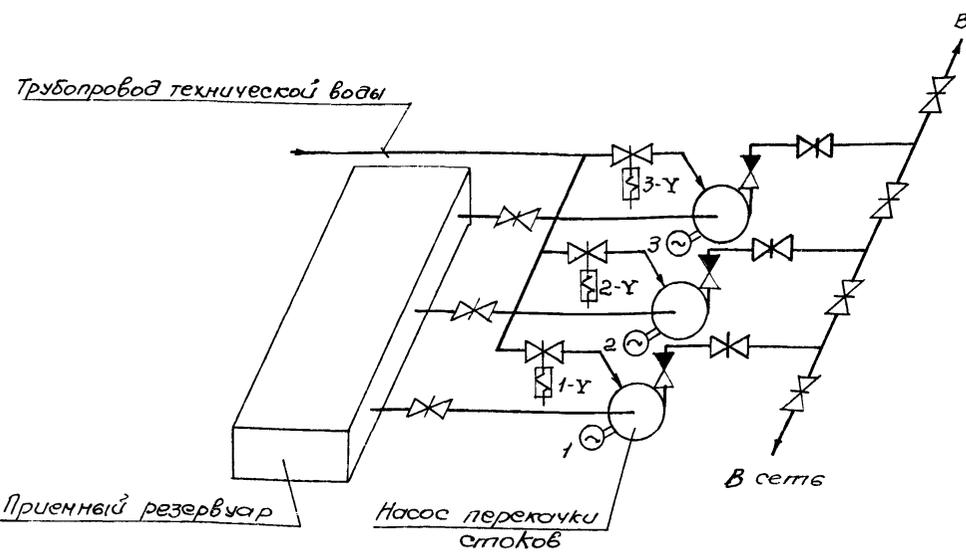 В
Трубопровод технической воды
3-Y
3
2-Y
2
1-Y
1
В сеть
Приемный резервуар
Насос перекачки
стоков